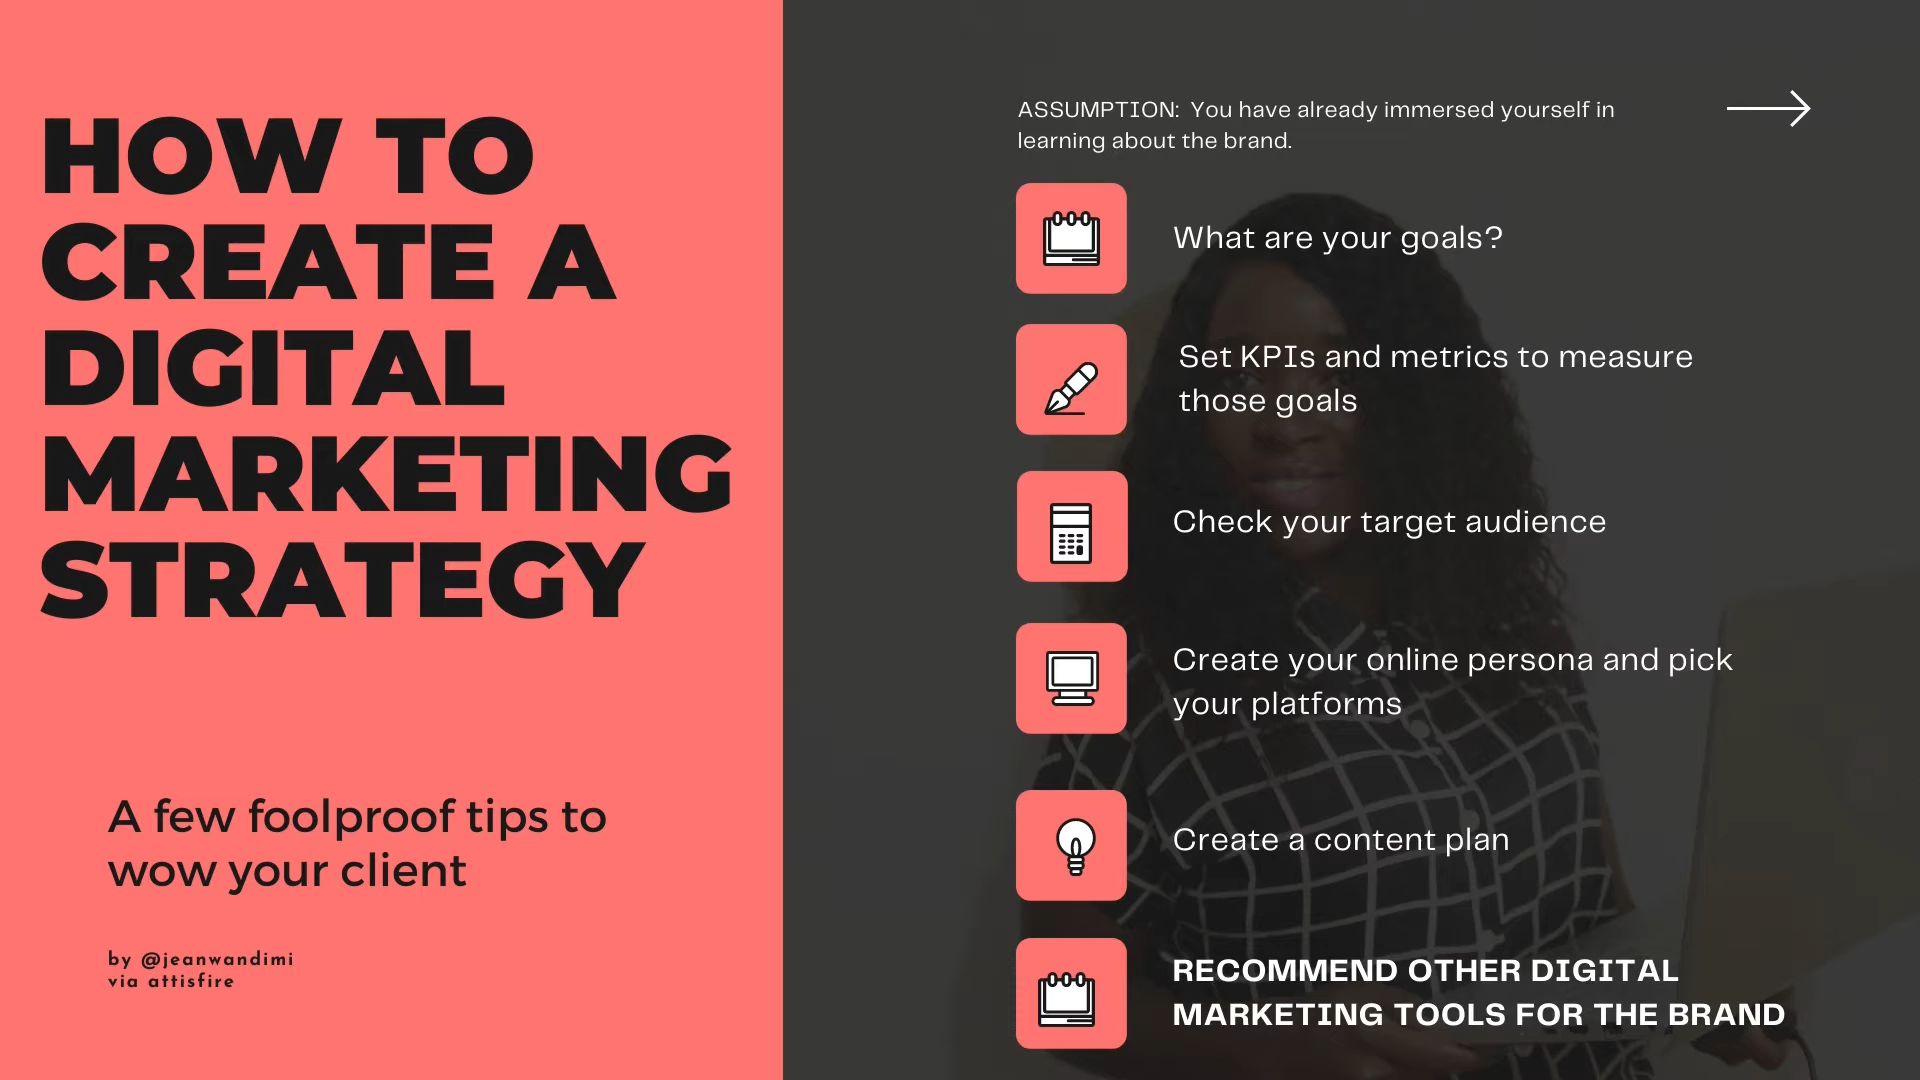 HOW TO
CREATE A
DIGITAL
MARKETING
STRATEGY
A few foolproof tips to
wow your client
by @jeanwandimi
via attisfire
ASSUMPTION: You have already immersed yourself in
learning about the brand.
What are your goals?
Set KPIs and metrics to measure
those goals
Check your target audience
Create your online persona and pick
your platforms
Create a content plan
RECOMMEND OTHER DIGITAL
MARKETING TOOLS FOR THE BRAND